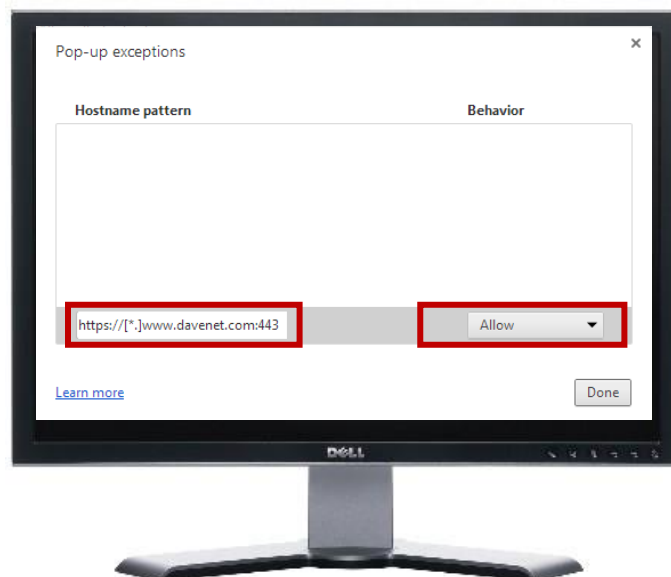 Pop-up exceptions
Hostname pattern Behavior
https://[*.]www.davenet.com:443 Allow
Learn more Done
DELL